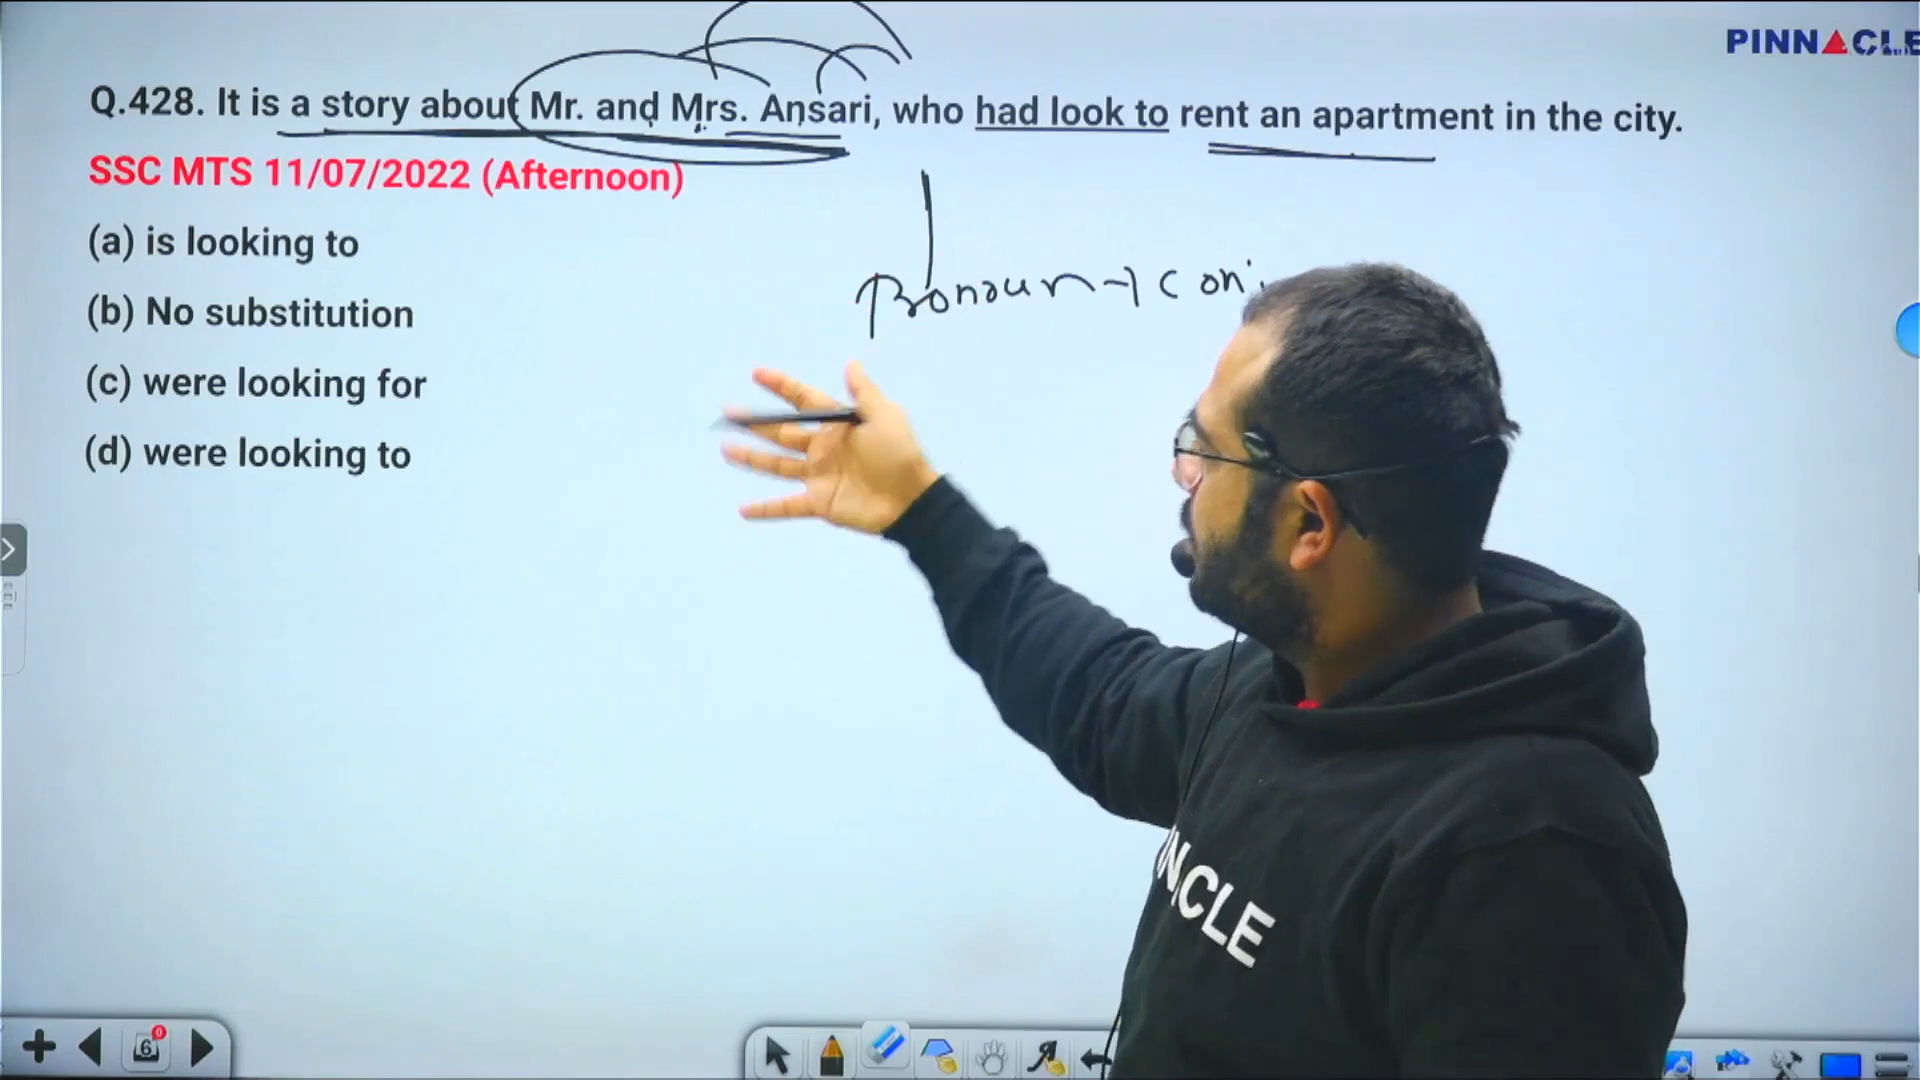 PINNACLE
Q.428. It is a story about Mr. and Mrs. Ansari, who had look to rent an apartment in the city.
SSC MTS 11/07/2022 (Afternoon)
(a) is looking to
(b) No substitution
(c) were looking for
(d) were looking to
Pronoun → con
NCLE
6
0